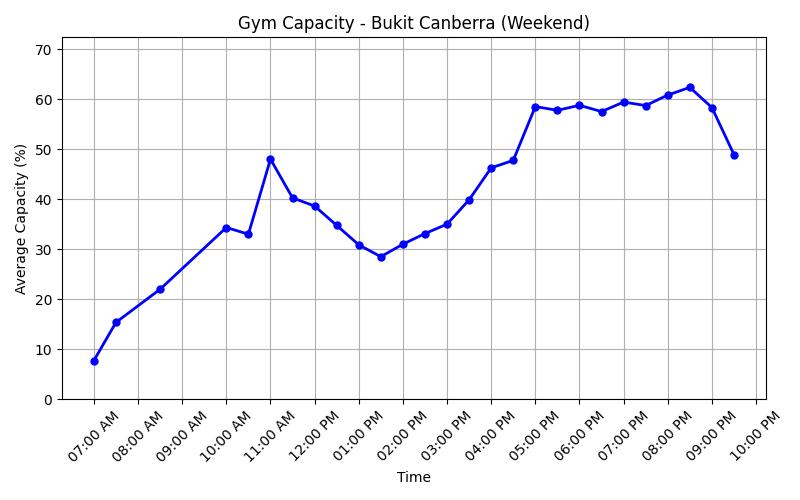 Gym Capacity - Bukit Canberra (Weekend)
Average Capacity (%)
70
60
50
40
30
20
10
0
07:00 AM
08:00 AM
09:00 AM
10:00 AM
11:00 AM
12:00 PM
01:00 PM
02:00 PM
03:00 PM
04:00 PM
05:00 PM
06:00 PM
07:00 PM
08:00 PM
09:00 PM
10:00 PM
Time